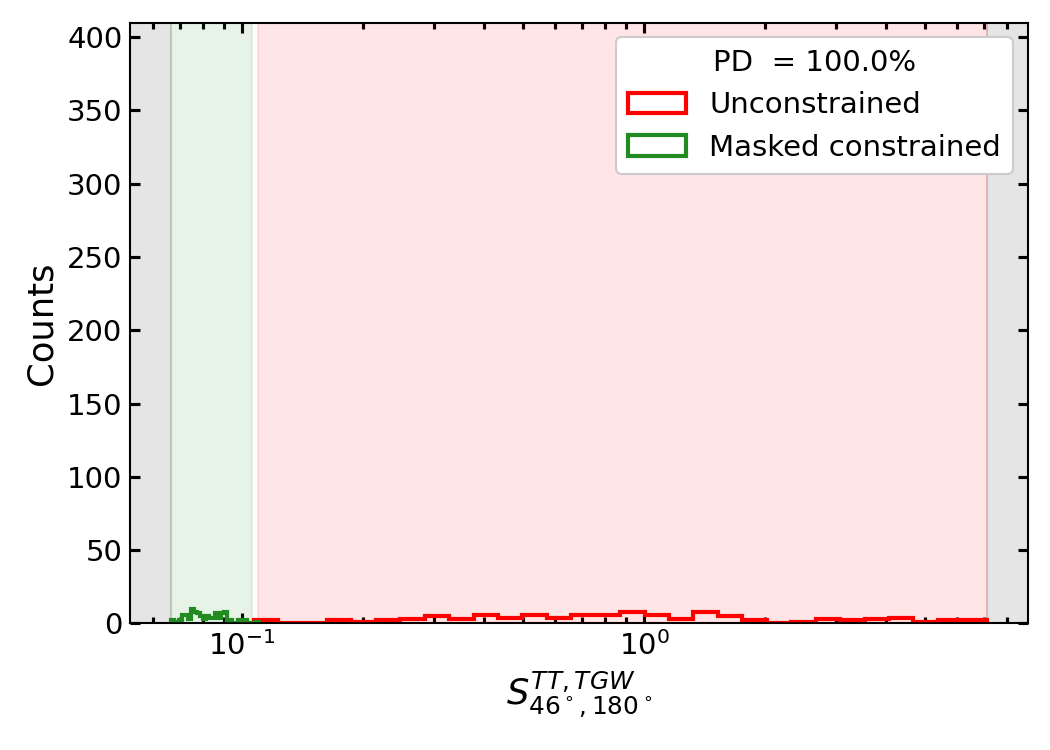 PD = 100.0%
Unconstrained
Masked constrained
Counts
400
350
300
250
200
150
100
50
0
10⁻¹
10⁰
S^{TT,TGW}_{46°,180°}